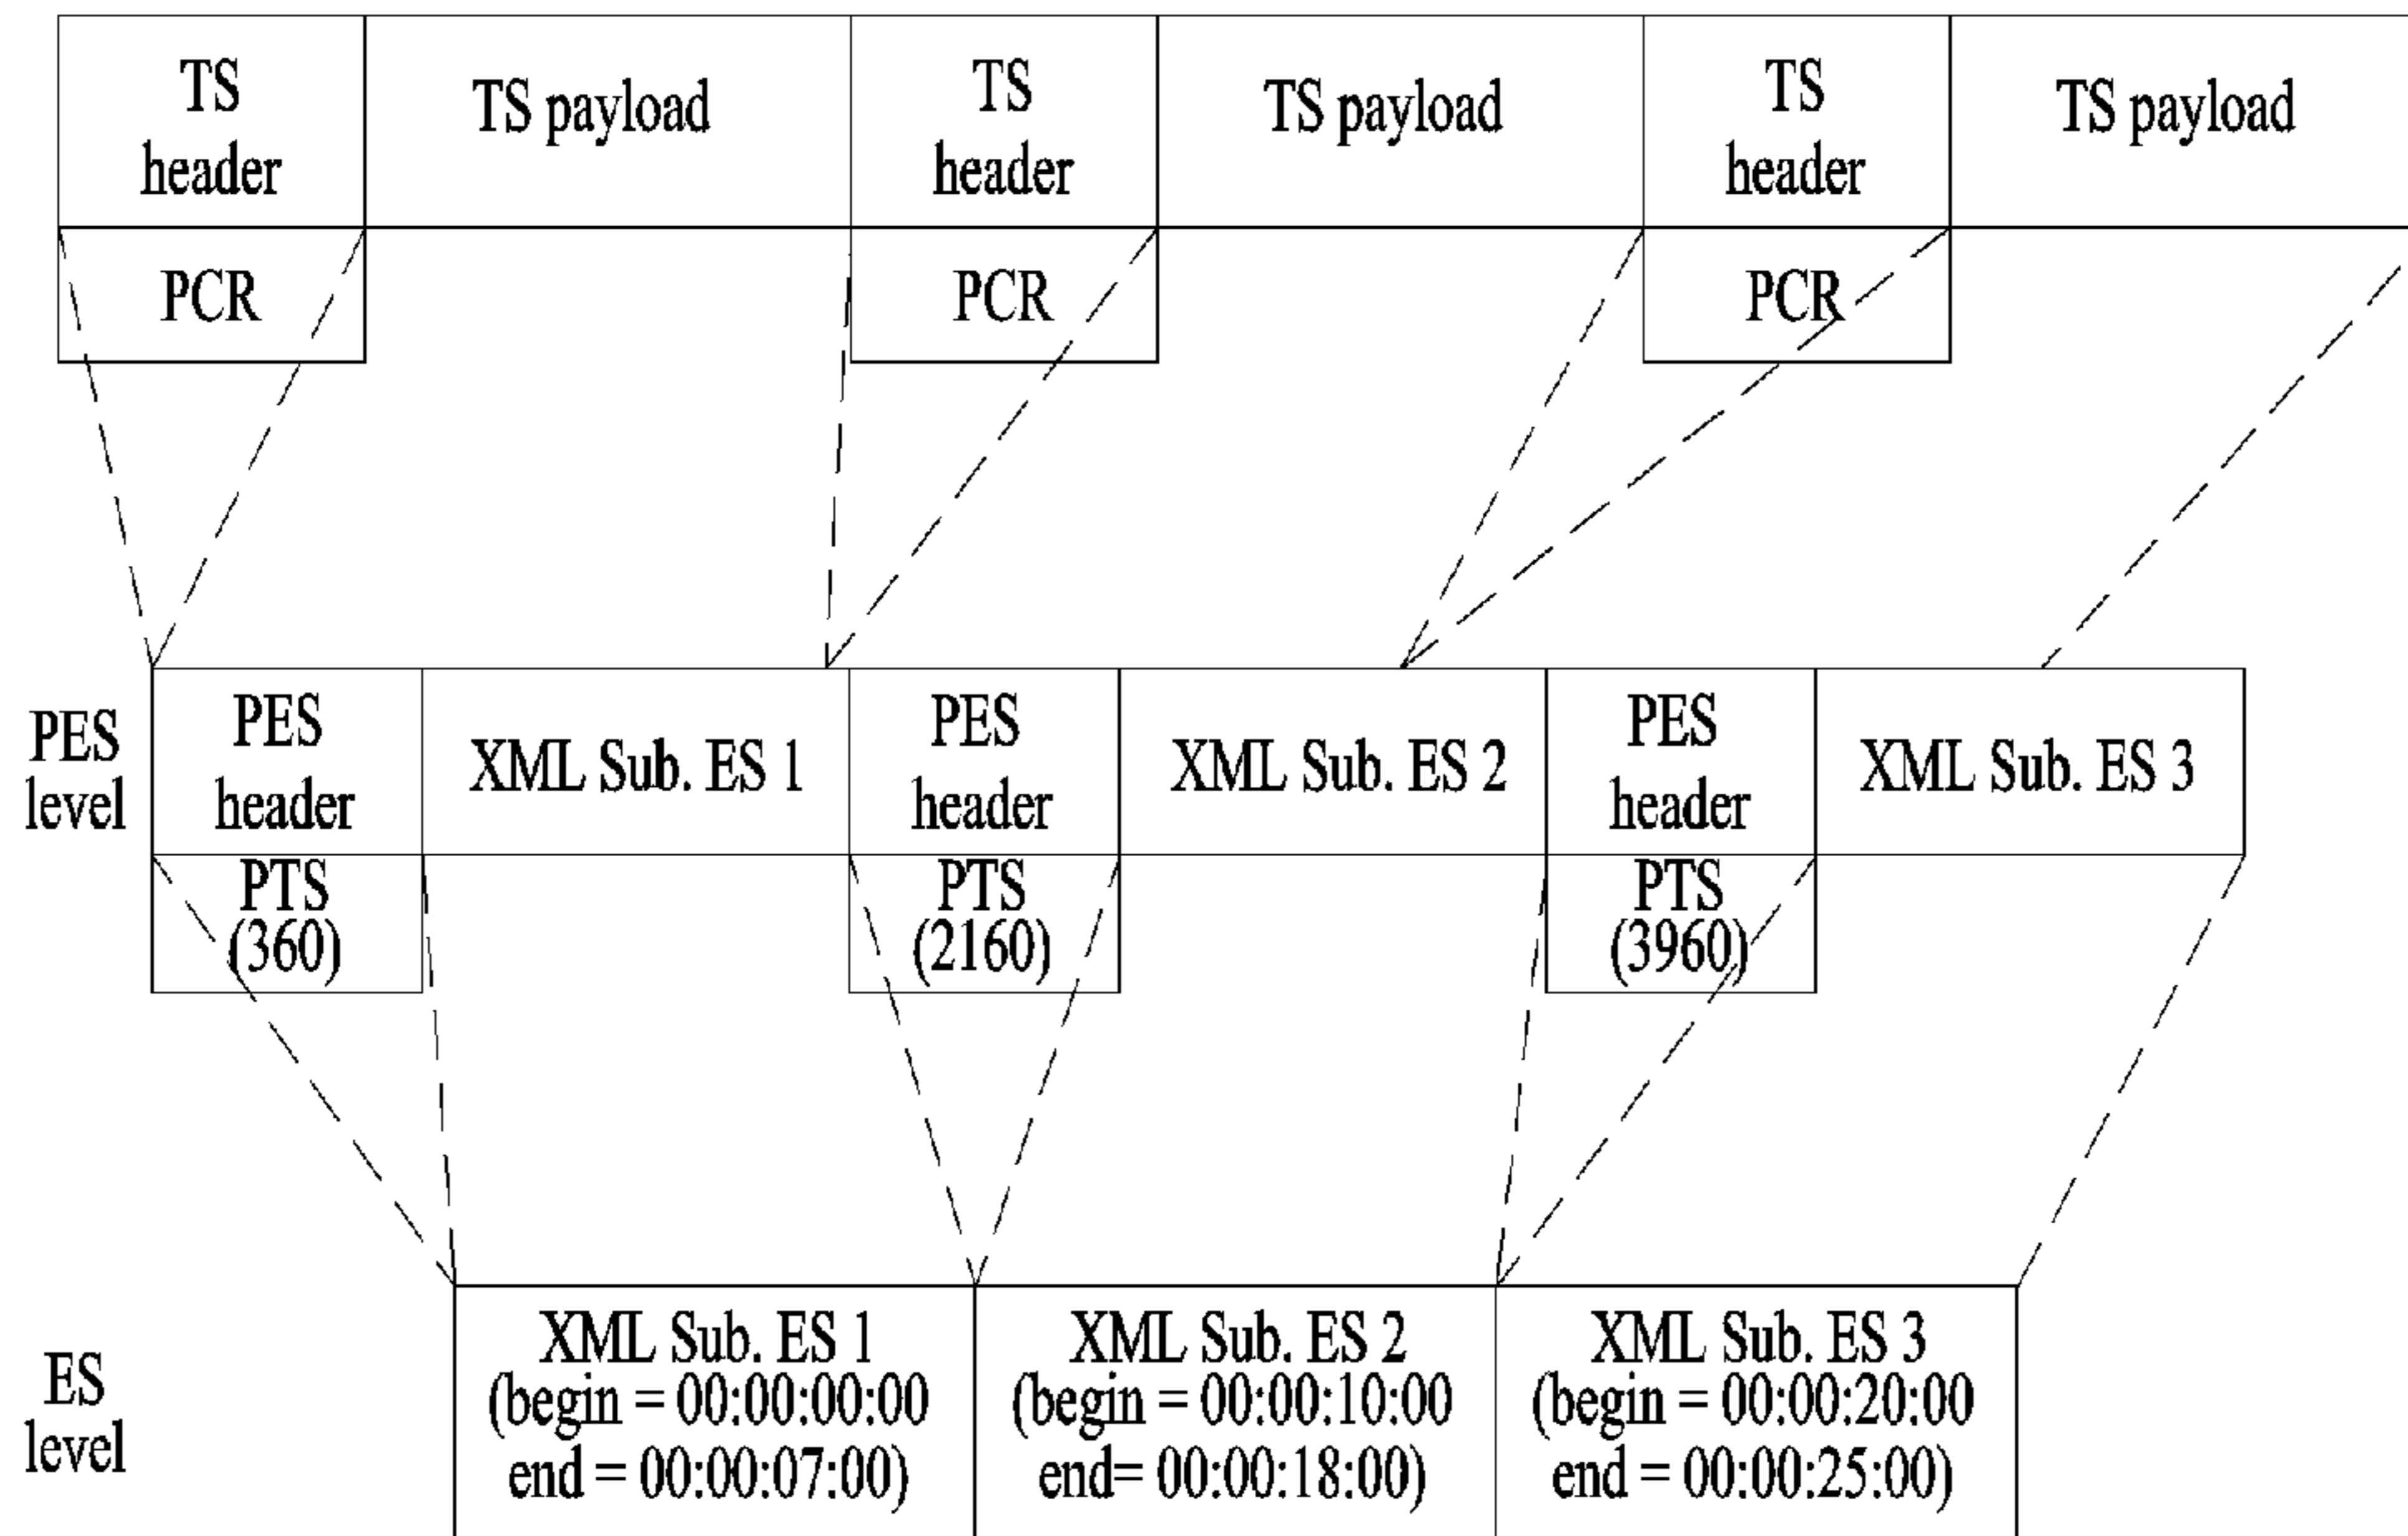 TS
header
TS payload
TS
header
TS payload
TS
header
TS payload
PCR
PCR
PCR
PES
level
PES
header
XML Sub. ES 1
PES
header
XML Sub. ES 2
PES
header
XML Sub. ES 3
PTS
(360)
PTS
(2160)
PTS
(3960)
ES
level
XML Sub. ES 1
(begin = 00:00:00:00
end = 00:00:07:00)
XML Sub. ES 2
(begin = 00:00:10:00
end= 00:00:18:00)
XML Sub. ES 3
(begin = 00:00:20:00
end = 00:00:25:00)